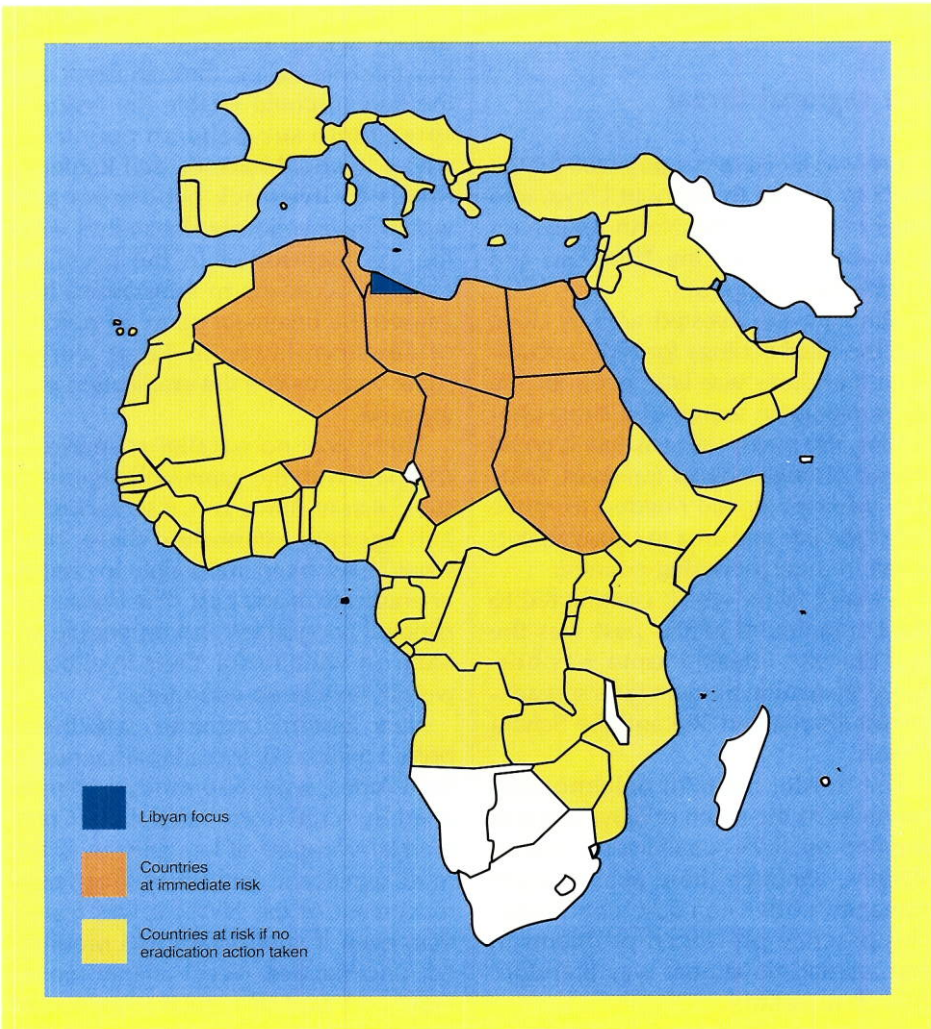 Libyan focus
Countries
at immediate risk
Countries at risk if no
eradication action taken